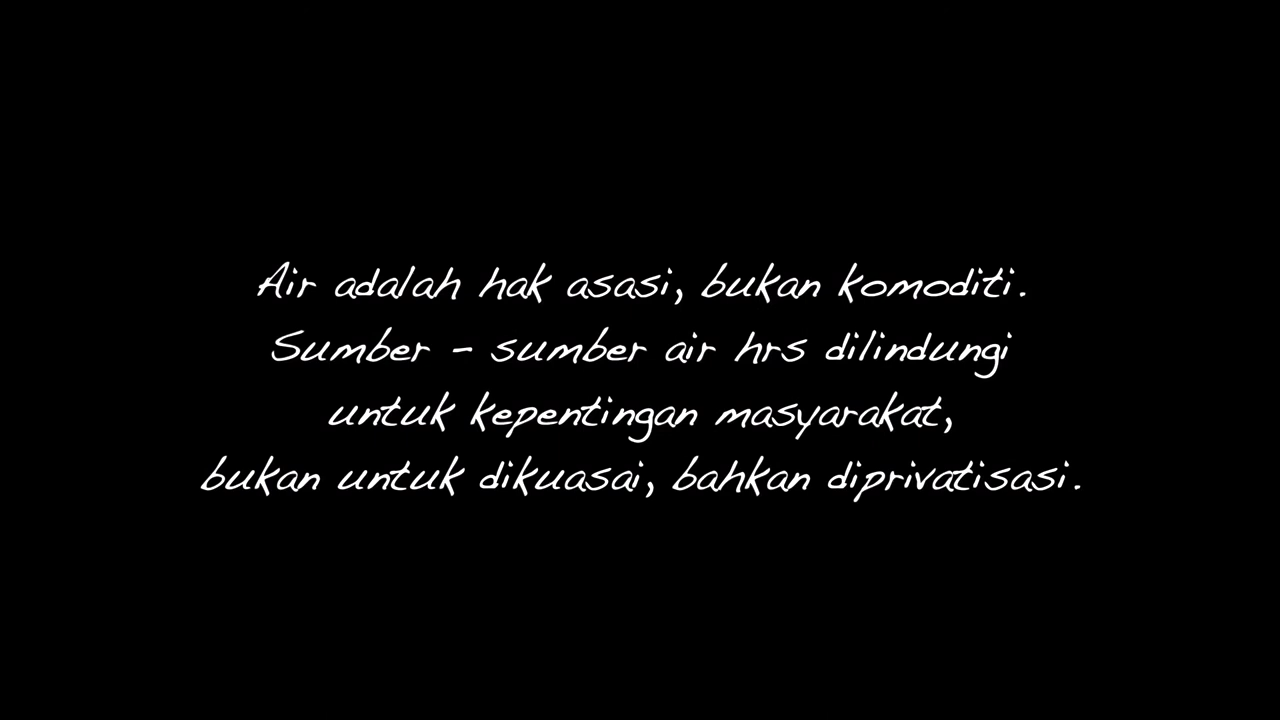 Air adalah hak asasi, bukan komoditi.
Sumber - sumber air hrs dilindungi
untuk kepentingan masyarakat,
bukan untuk dikuasai, bahkan diprivatisasi.